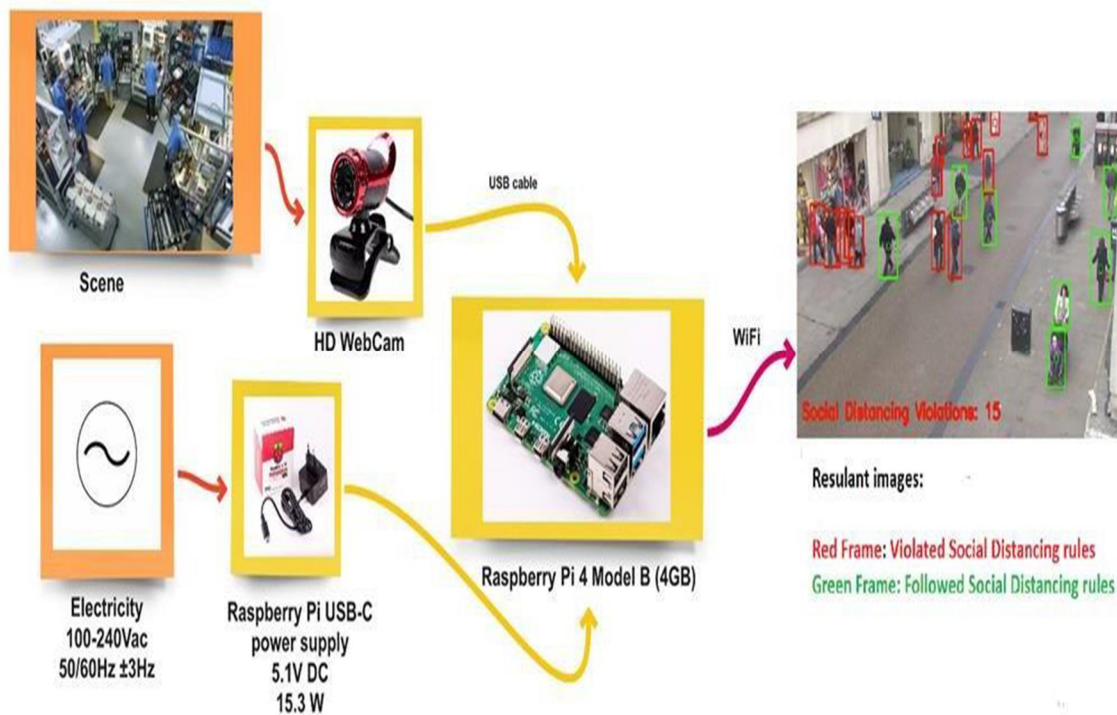 Scene
HD WebCam
USB cable
Electricity
100-240Vac
50/60Hz ±3Hz
Raspberry Pi USB-C
power supply
5.1V DC
15.3 W
Raspberry Pi 4 Model B (4GB)
WiFi
Social Distancing Violations: 15
Resulant images:
Red Frame: Violated Social Distancing rules
Green Frame: Followed Social Distancing rules